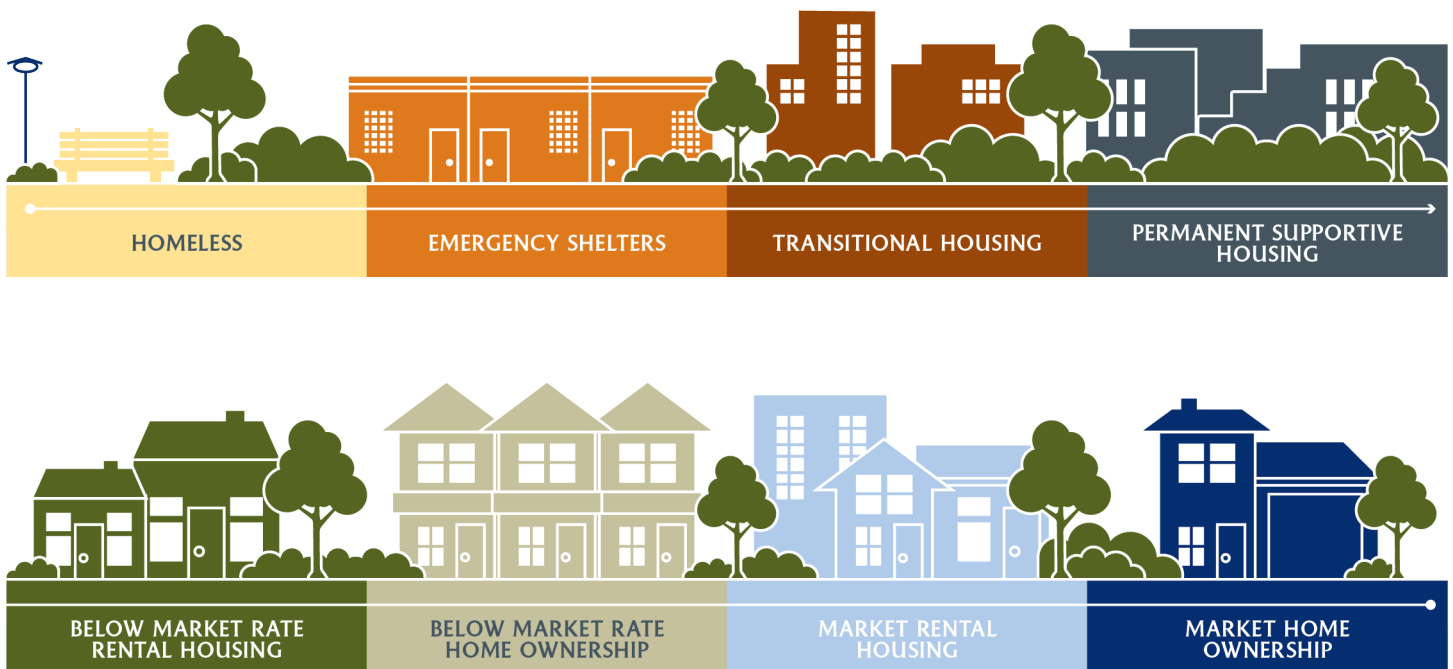 HOMELESS
EMERGENCY SHELTERS
TRANSITIONAL HOUSING
PERMANENT SUPPORTIVE
HOUSING
BELOW MARKET RATE
RENTAL HOUSING
BELOW MARKET RATE
HOME OWNERSHIP
MARKET RENTAL
HOUSING
MARKET HOME
OWNERSHIP